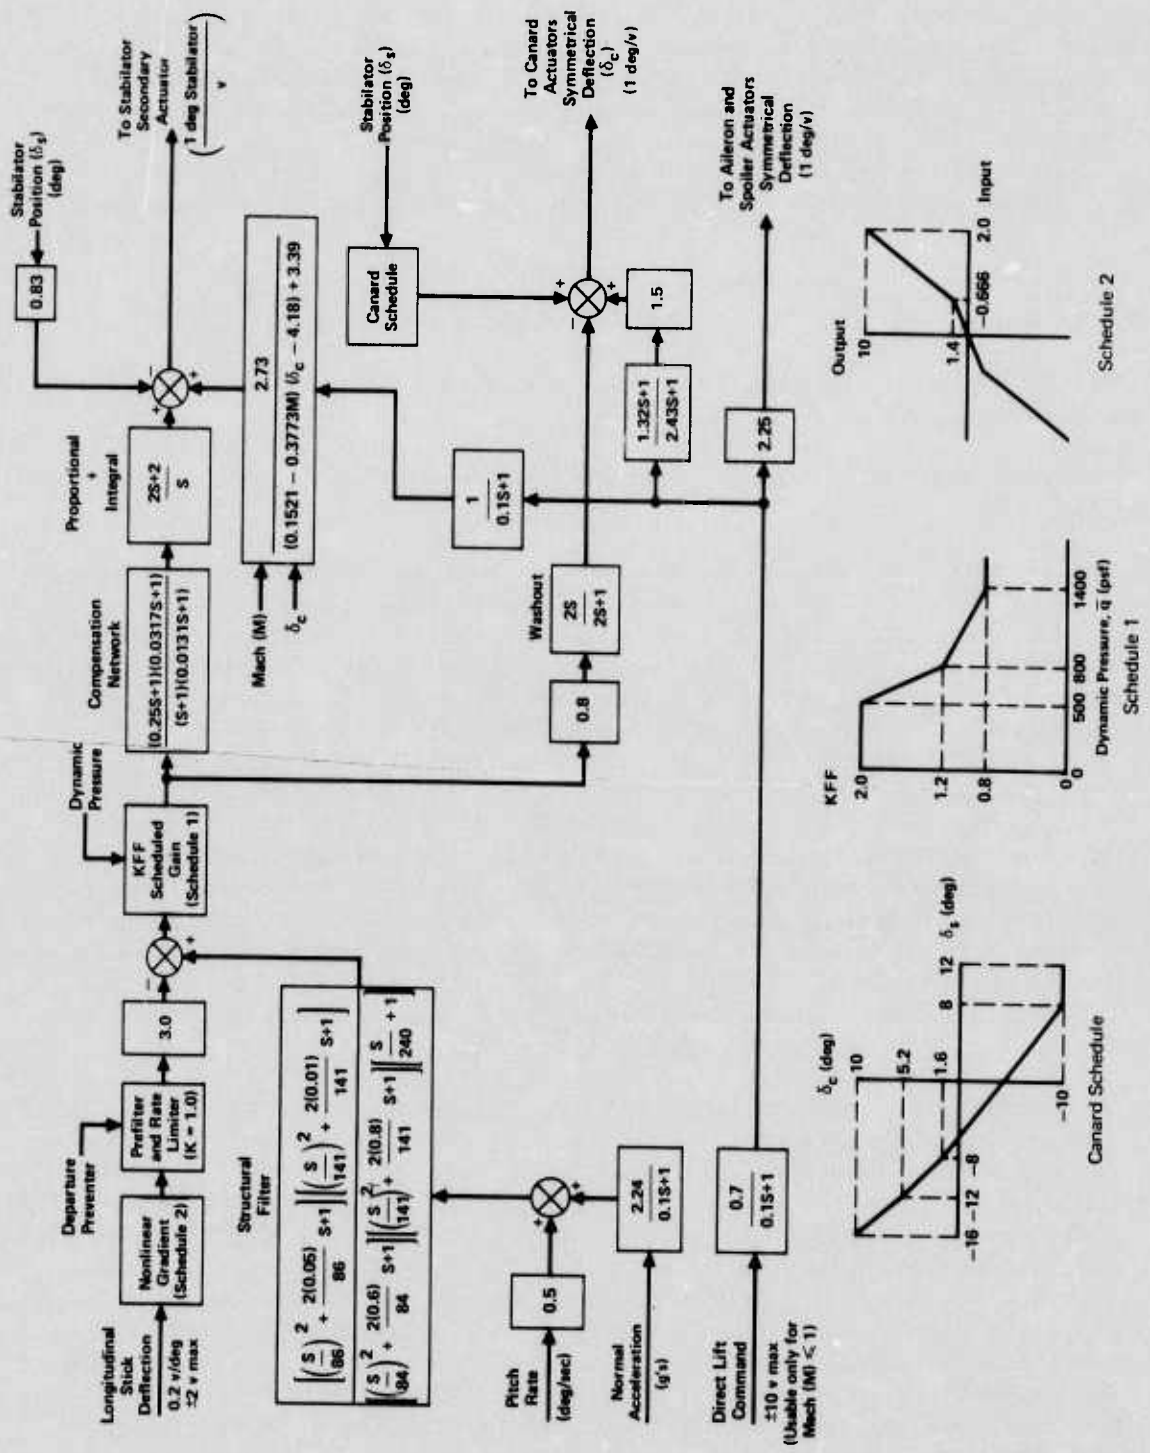 Longitudinal
Stick
Deflection
0.2 v/deg
±2 v max
Nonlinear
Gradient
(Schedule 2)
Departure
Preventer
Prefilter
and Rate
Limiter
(K = 1.0)
3.0
−
+
Dynamic
Pressure
KFF
Scheduled
Gain
(Schedule 1)
Compensation
Network
(0.25S+1)(0.0317S+1)
(S+1)(0.0131S+1)
Proportional
+
Integral
2S+2
S
+
−
+
Stabilator
Position (δs)
(deg)
0.83
To Stabilator
Secondary
Actuator
(1 deg Stabilator)
v
Structural
Filter
[(S/86)² + 2(0.05)/86 S+1][(S/141)² + 2(0.01)/141 S+1]
[(S/84)² + 2(0.6)/84 S+1][(S/141)² + 2(0.8)/141 S+1][S/240 + 1]
Mach (M)
δc
2.73
(0.1521 − 0.3773M) (δc − 4.18) + 3.39
Canard
Schedule
Stabilator
Position (δs)
(deg)
Pitch
Rate
(deg/sec)
0.5
+
+
Normal
Acceleration
(g's)
2.24
0.1S+1
0.8
Washout
2S
2S+1
1
0.1S+1
1.32S+1
2.43S+1
1.5
−
+
+
To Canard
Actuators
Symmetrical
Deflection
(δc)
(1 deg/v)
Direct Lift
Command
±10 v max
(Usable only for
Mach (M) ⩽ 1)
0.7
0.1S+1
2.25
To Aileron and
Spoiler Actuators
Symmetrical
Deflection
(1 deg/v)
δc (deg)
10
5.2
1.6
−16
−12
−8
8
12
δs (deg)
−10
Canard Schedule
KFF
2.0
1.2
0.8
0
0
500
800
1400
Dynamic Pressure, q̄ (psf)
Schedule 1
Output
10
1.4
−0.666
2.0
Input
Schedule 2